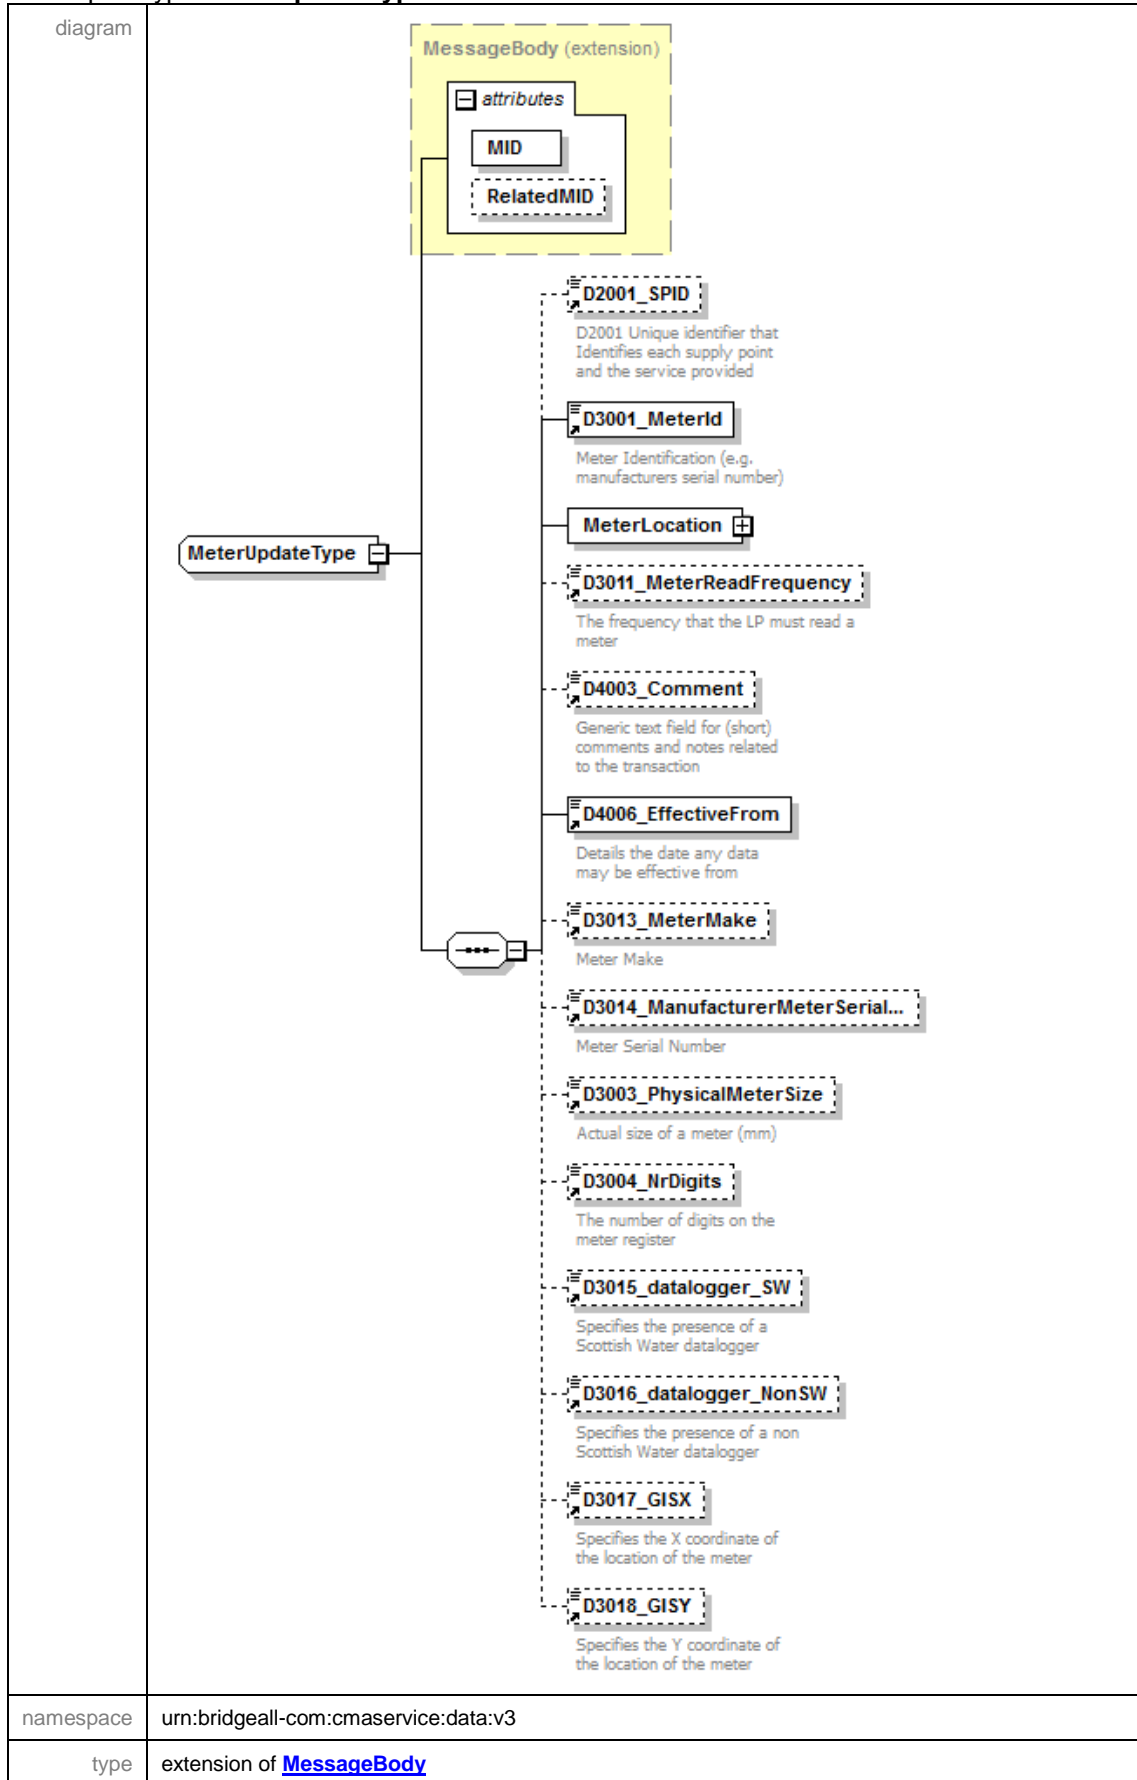 diagram
MessageBody (extension)
attributes
MID
RelatedMID
D2001_SPID
D2001 Unique identifier that
Identifies each supply point
and the service provided
D3001_MeterId
Meter Identification (e.g.
manufacturers serial number)
MeterLocation
MeterUpdateType
D3011_MeterReadFrequency
The frequency that the LP must read a
meter
D4003_Comment
Generic text field for (short)
comments and notes related
to the transaction
D4006_EffectiveFrom
Details the date any data
may be effective from
D3013_MeterMake
Meter Make
D3014_ManufacturerMeterSerial...
Meter Serial Number
D3003_PhysicalMeterSize
Actual size of a meter (mm)
D3004_NrDigits
The number of digits on the
meter register
D3015_datalogger_SW
Specifies the presence of a
Scottish Water datalogger
D3016_datalogger_NonSW
Specifies the presence of a non
Scottish Water datalogger
D3017_GISX
Specifies the X coordinate of
the location of the meter
D3018_GISY
Specifies the Y coordinate of
the location of the meter
namespace urn:bridgeall-com:cmaservice:data:v3
type extension of MessageBody